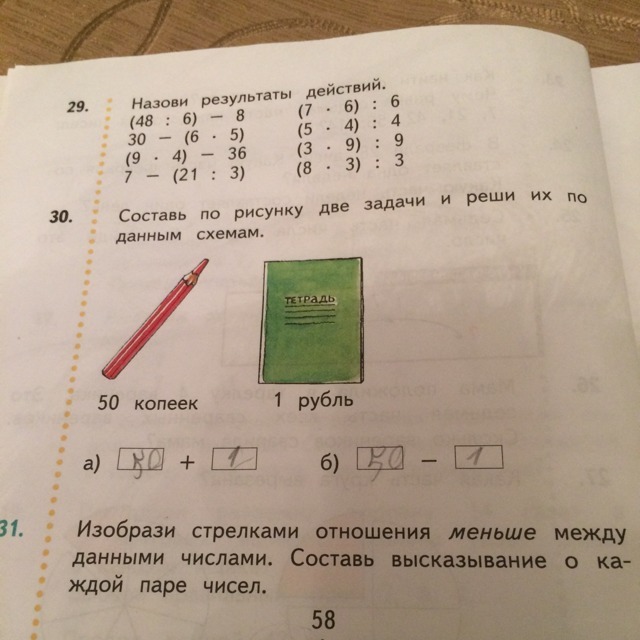 29. Назови результаты действий.
(48 : 6) − 8 (7 · 6) : 6
30 − (6 · 5) (5 · 4) : 4
(9 · 4) − 36 (3 · 9) : 9
7 − (21 : 3) (8 · 3) : 3
30. Составь по рисунку две задачи и реши их по
данным схемам.
ТЕТРАДЬ
50 копеек 1 рубль
а) 50 + 1 б) 50 − 1
31. Изобрази стрелками отношения меньше между
данными числами. Составь высказывание о ка-
ждой паре чисел.
58